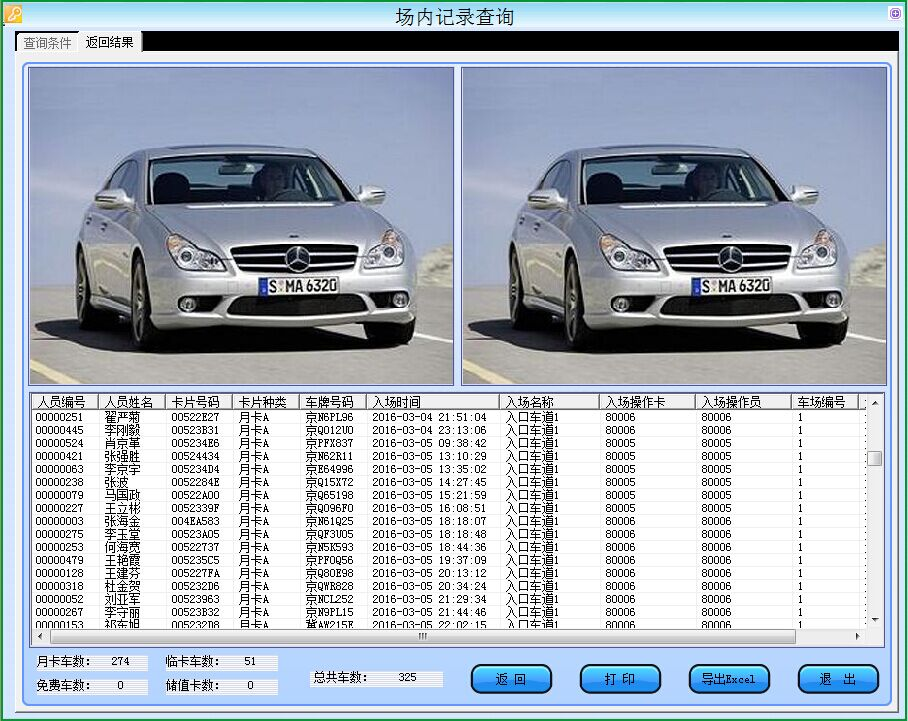 场内记录查询
查询条件 返回结果
S MA 6320 S MA 6320
人员编号 人员姓名 卡片号码 卡片种类 车牌号码 入场时间 入场名称 入场操作卡 入场操作员 车场编号
00000251 翟严菊 00522E27 月卡A 京N6PL96 2016-03-04 21:51:04 入口车道1 80006 80006 1
00000445 李刚毅 00523B31 月卡A 京Q012U0 2016-03-04 23:13:06 入口车道1 80006 80006 1
00000524 肖京革 005234E6 月卡A 京PFX837 2016-03-05 09:38:42 入口车道1 80005 80005 1
00000421 张强胜 00524434 月卡A 京N62R11 2016-03-05 13:10:29 入口车道1 80005 80005 1
00000063 李京宇 005234D4 月卡A 京E64996 2016-03-05 13:35:02 入口车道1 80005 80005 1
00000238 张波 0052284E 月卡A 京Q15X72 2016-03-05 14:27:45 入口车道1 80005 80005 1
00000079 马国政 00522A00 月卡A 京Q65198 2016-03-05 15:21:59 入口车道1 80005 80005 1
00000227 王立彬 0052339F 月卡A 京Q096F0 2016-03-05 16:08:51 入口车道1 80005 80005 1
00000003 张海金 004EA583 月卡A 京N61Q25 2016-03-05 18:18:07 入口车道1 80006 80006 1
00000275 李玉堂 00523A05 月卡A 京QF3U05 2016-03-05 18:18:48 入口车道1 80006 80006 1
00000253 何海宽 00522737 月卡A 京N5K593 2016-03-05 18:44:36 入口车道1 80006 80006 1
00000479 王艳霞 005235C5 月卡A 京PF0Q56 2016-03-05 19:37:09 入口车道1 80006 80006 1
00000128 王建芬 005227FA 月卡A 京Q80E98 2016-03-05 20:13:12 入口车道1 80006 80006 1
00000318 杜金贺 005232D6 月卡A 京QWR828 2016-03-05 20:34:24 入口车道1 80006 80006 1
00000052 刘亚军 00523963 月卡A 京NCL252 2016-03-05 21:29:34 入口车道1 80006 80006 1
00000267 李守丽 00523B32 月卡A 京N9PL15 2016-03-05 21:44:46 入口车道1 80006 80006 1
00000153 祁东旭 005232D8 月卡A 冀AW215E 2016-03-05 22:02:15 入口车道1 80006 80006 1
月卡车数： 274 临卡车数： 51
总共车数： 325
免费车数： 0 储值卡数： 0
返 回 打 印 导出Excel 退 出